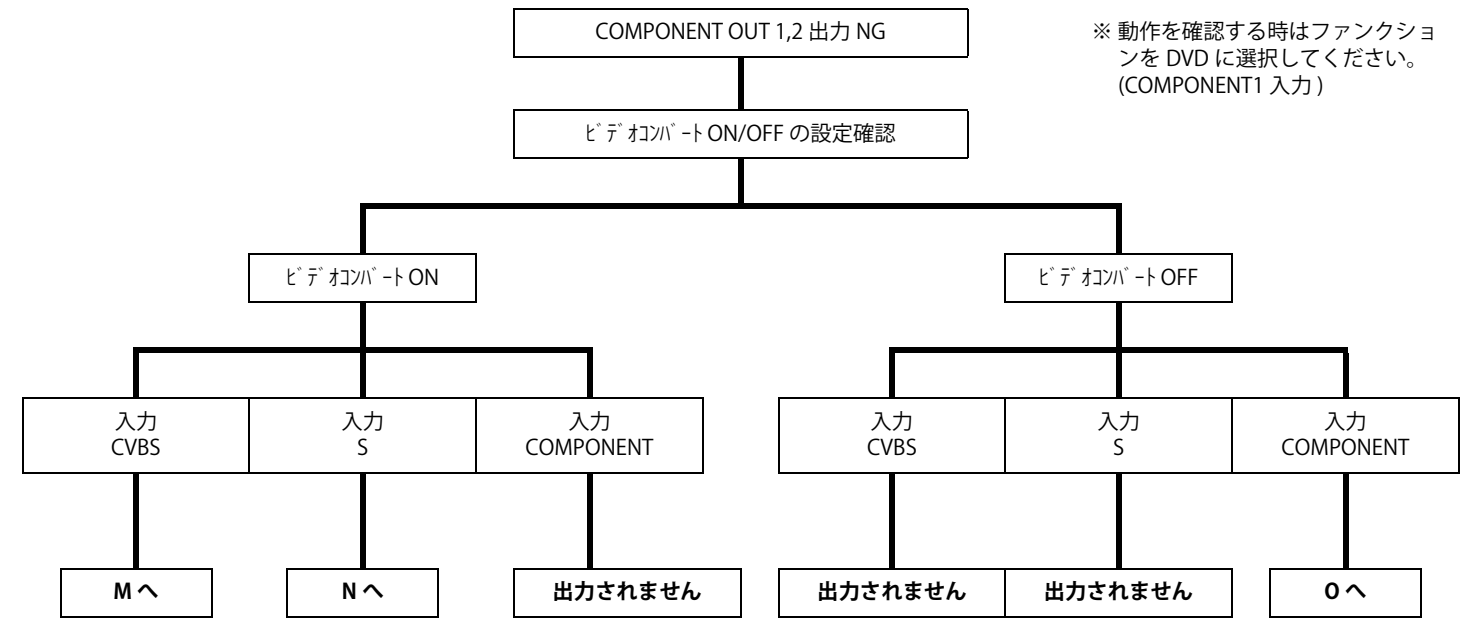 COMPONENT OUT 1,2 出力 NG
※ 動作を確認する時はファンクショ
ンを DVD に選択してください。
(COMPONENT1 入力 )
ﾋﾞﾃﾞｵｺﾝﾊﾞｰﾄ ON/OFF の設定確認
ﾋﾞﾃﾞｵｺﾝﾊﾞｰﾄ ON
ﾋﾞﾃﾞｵｺﾝﾊﾞｰﾄ OFF
入力
CVBS
入力
S
入力
COMPONENT
入力
CVBS
入力
S
入力
COMPONENT
M へ
N へ
出力されません
出力されません
出力されません
O へ